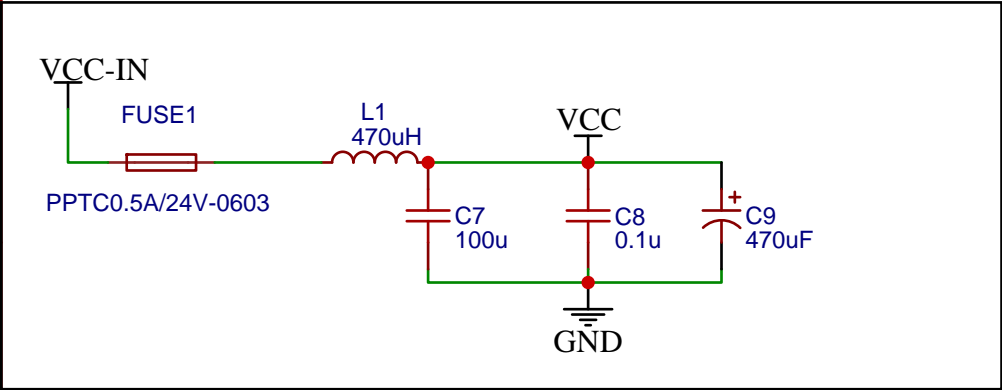 VCC-IN
FUSE1
PPTC0.5A/24V-0603
L1
470uH
VCC
C7
100u
C8
0.1u
+
C9
470uF
GND